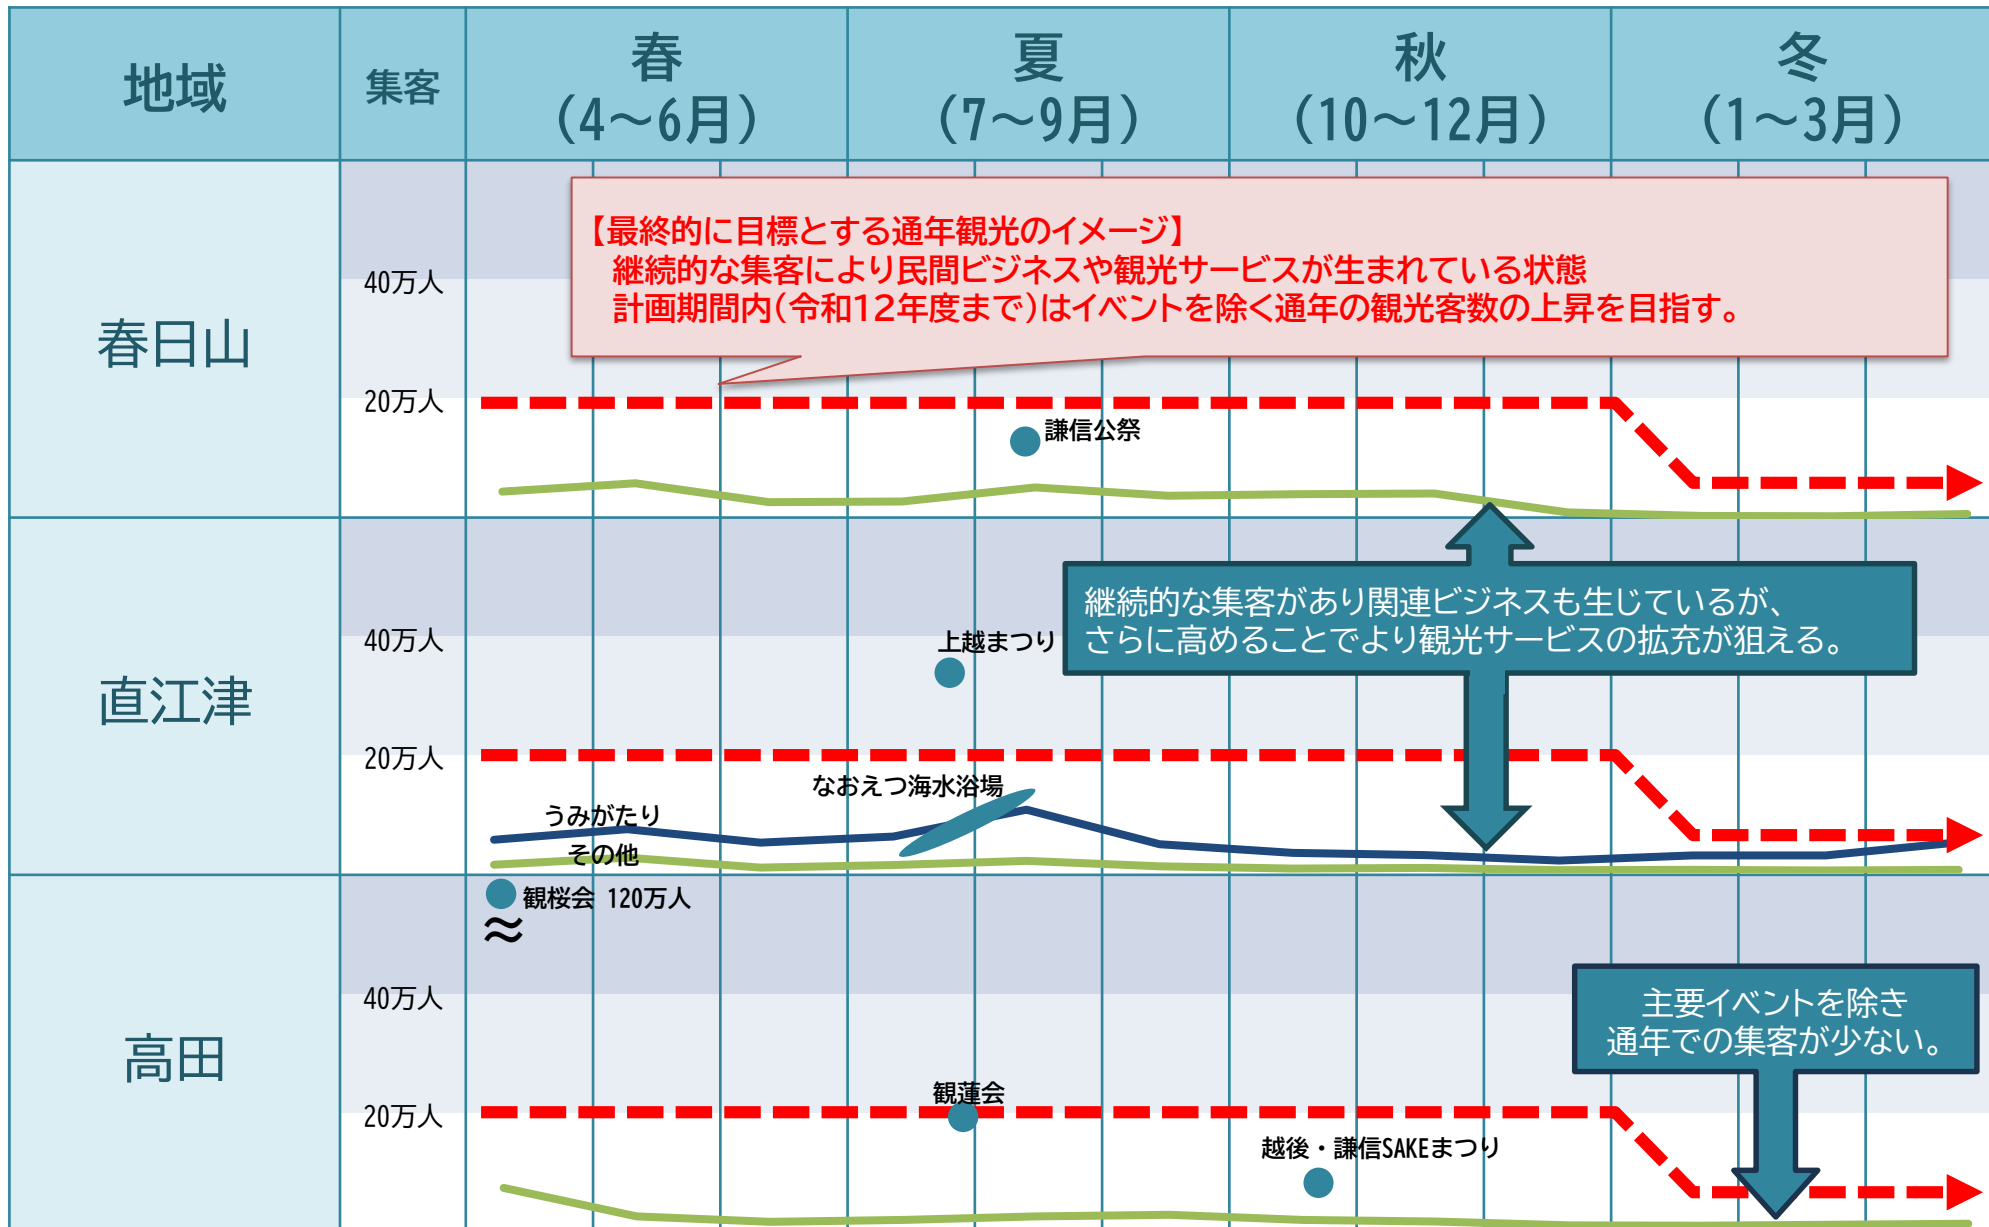 地域
集客
春
(4～6月)
夏
(7～9月)
秋
(10～12月)
冬
(1～3月)
春日山
40万人
20万人
【最終的に目標とする通年観光のイメージ】
継続的な集客により民間ビジネスや観光サービスが生まれている状態
計画期間内(令和12年度まで)はイベントを除く通年の観光客数の上昇を目指す。
謙信公祭
直江津
40万人
20万人
上越まつり
継続的な集客があり関連ビジネスも生じているが、
さらに高めることでより観光サービスの拡充が狙える。
なおえつ海水浴場
うみがたり
その他
高田
観桜会 120万人
≈
40万人
20万人
主要イベントを除き
通年での集客が少ない。
観蓮会
越後・謙信SAKEまつり